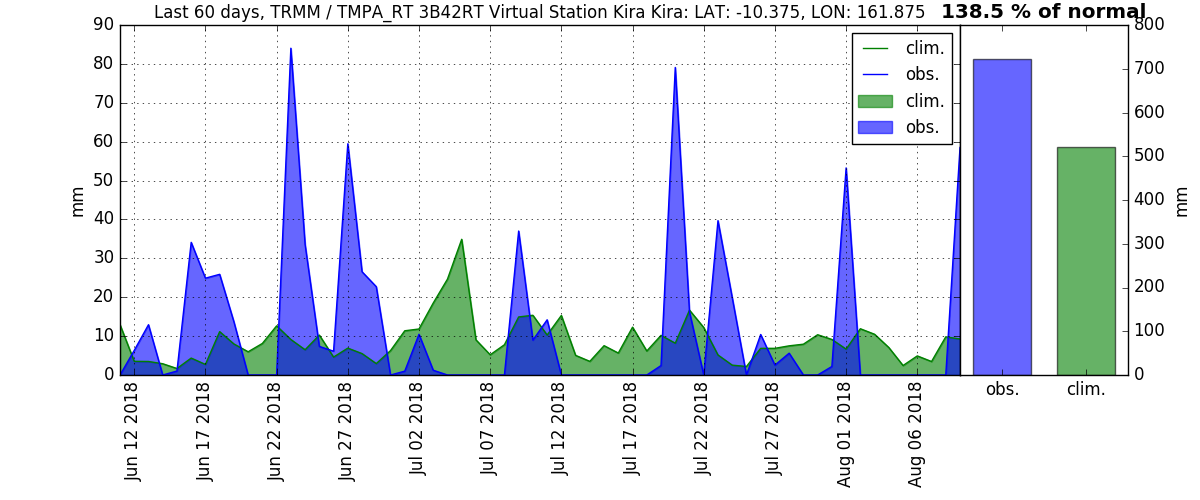 Last 60 days, TRMM / TMPA_RT 3B42RT Virtual Station Kira Kira: LAT: -10.375, LON: 161.875 138.5 % of normal
90
80
70
60
50
40
30
20
10
0
mm
clim.
obs.
clim.
obs.
800
700
600
500
400
300
200
100
0
mm
Jun 12 2018
Jun 17 2018
Jun 22 2018
Jun 27 2018
Jul 02 2018
Jul 07 2018
Jul 12 2018
Jul 17 2018
Jul 22 2018
Jul 27 2018
Aug 01 2018
Aug 06 2018
obs.
clim.